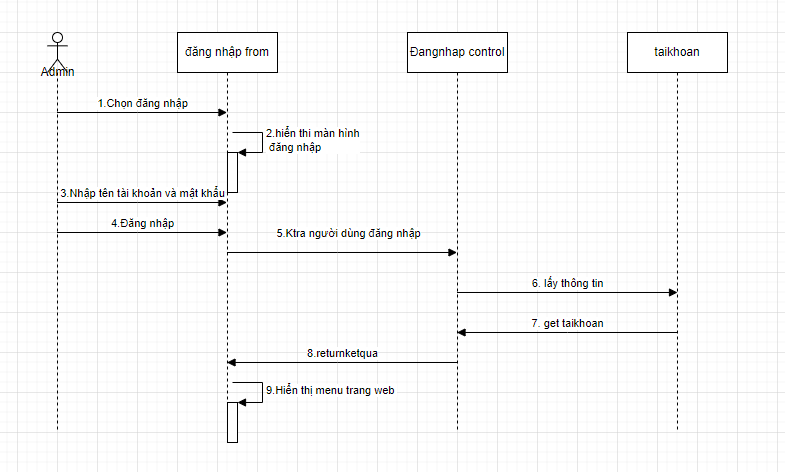 Admin
đăng nhập from
Đangnhap control
taikhoan
1.Chọn đăng nhập
2.hiển thi màn hình
đăng nhập
3.Nhập tên tài khoản và mật khẩu
4.Đăng nhập
5.Ktra người dùng đăng nhập
6. lấy thông tin
7. get taikhoan
8.returnketqua
9.Hiển thị menu trang web